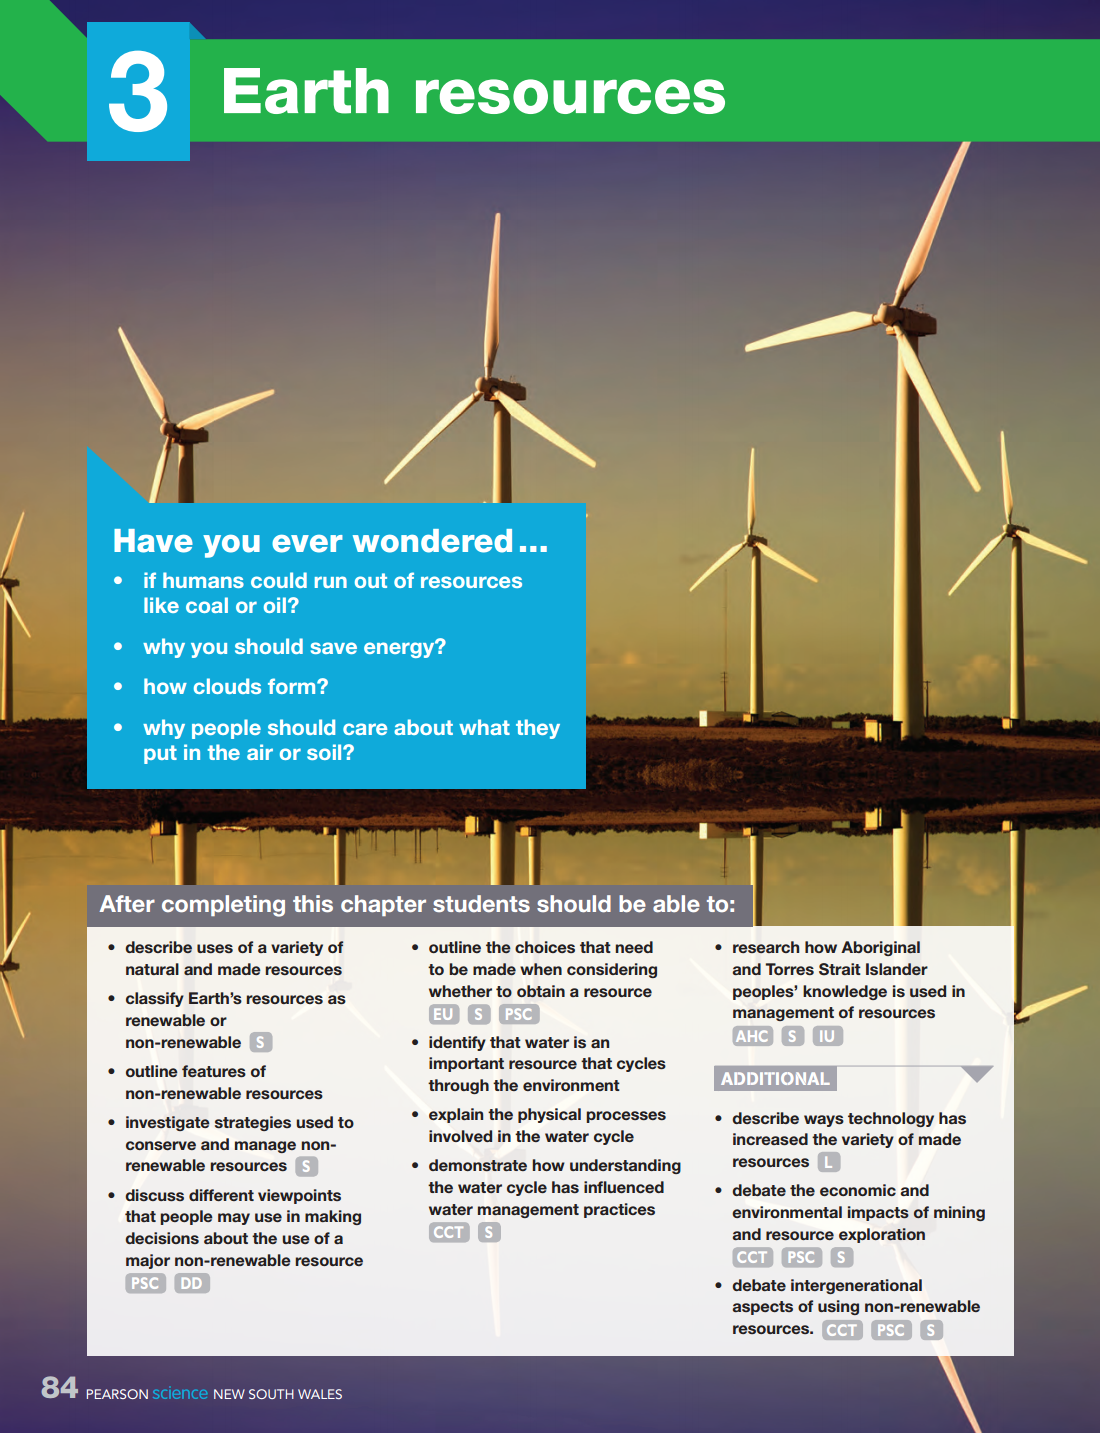 3
Earth resources
Have you ever wondered...
• if humans could run out of resources
like coal or oil?
• why you should save energy?
• how clouds form?
• why people should care about what they
put in the air or soil?
After completing this chapter students should be able to:
• describe uses of a variety of
natural and made resources
• classify Earth's resources as
renewable or
non-renewable S
• outline features of
non-renewable resources
• investigate strategies used to
conserve and manage non-
renewable resources S
• discuss different viewpoints
that people may use in making
decisions about the use of a
major non-renewable resource
PSC DD
• outline the choices that need
to be made when considering
whether to obtain a resource
EU S PSC
• identify that water is an
important resource that cycles
through the environment
• explain the physical processes
involved in the water cycle
• demonstrate how understanding
the water cycle has influenced
water management practices
CCT S
• research how Aboriginal
and Torres Strait Islander
peoples' knowledge is used in
management of resources
AHC S IU
ADDITIONAL
• describe ways technology has
increased the variety of made
resources L
• debate the economic and
environmental impacts of mining
and resource exploration
CCT PSC S
• debate intergenerational
aspects of using non-renewable
resources. CCT PSC S
84 PEARSON science NEW SOUTH WALES